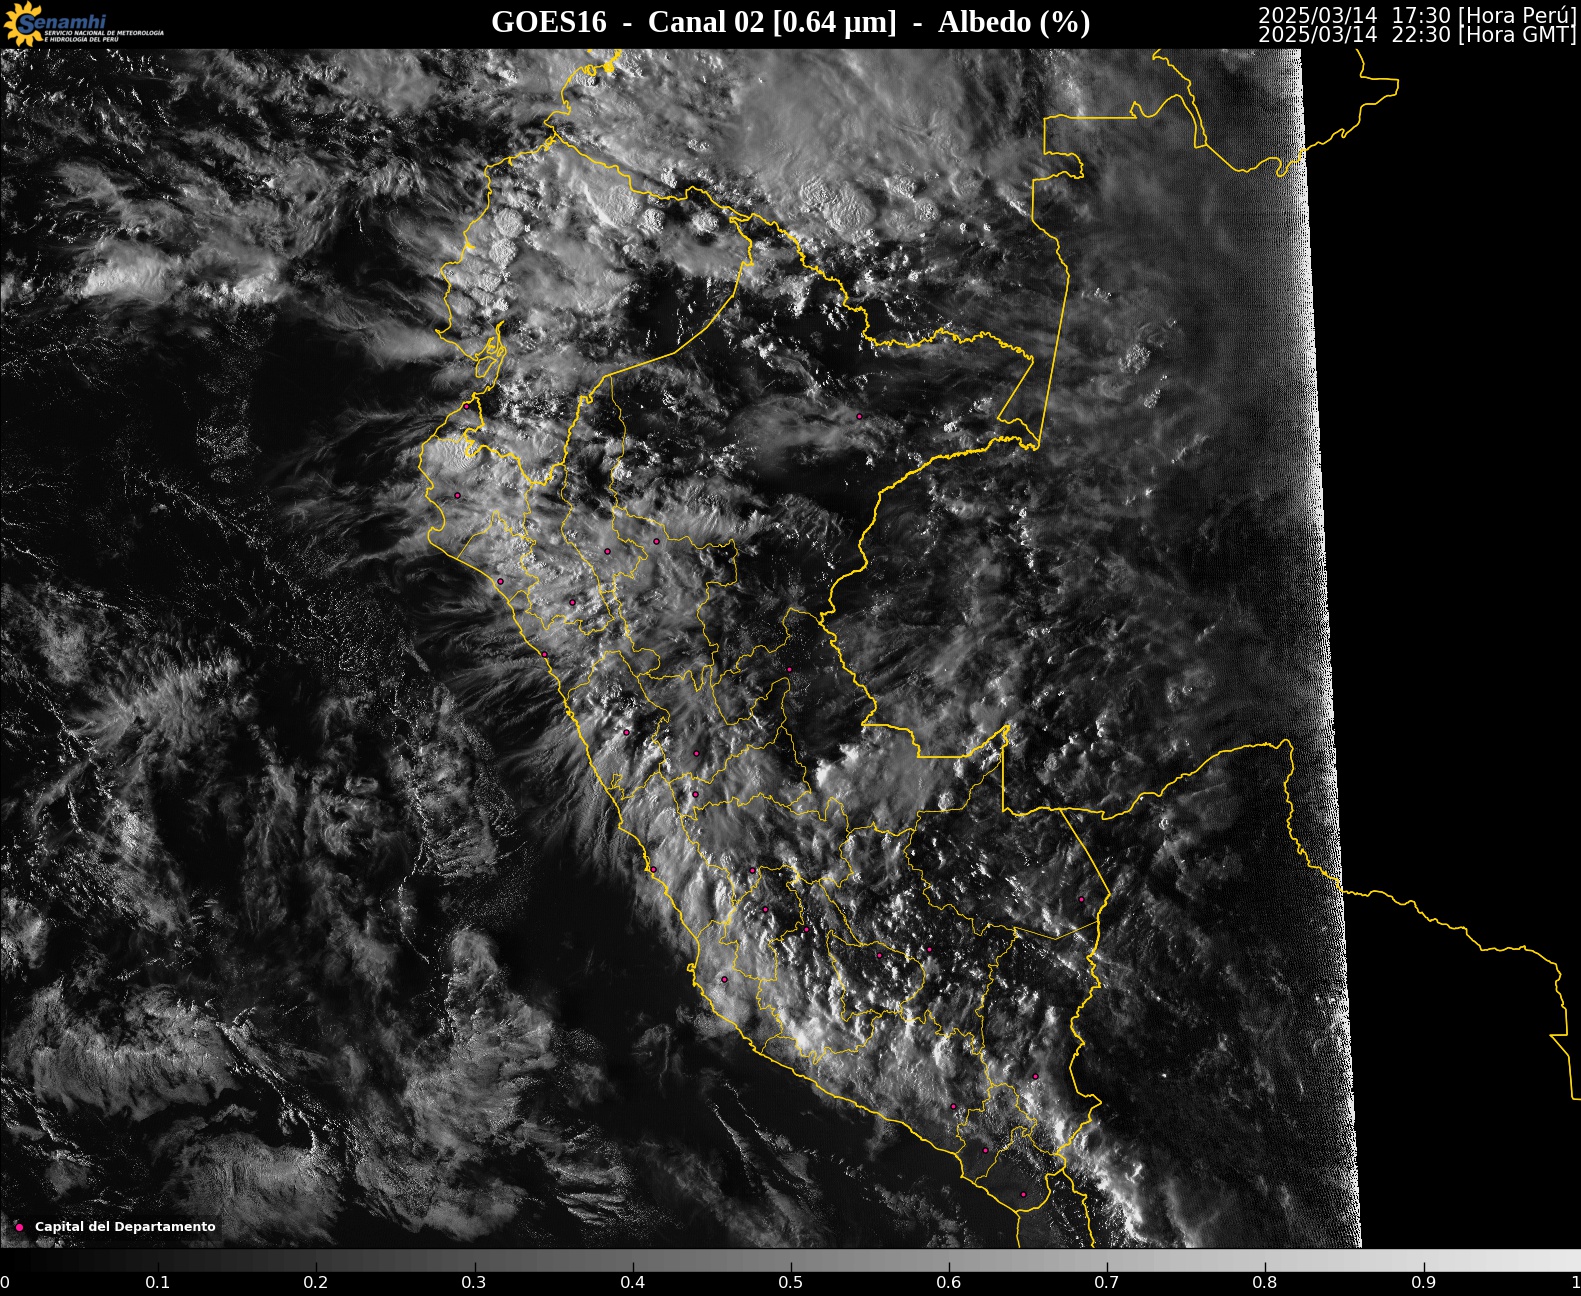 Senamhi
SERVICIO NACIONAL DE METEOROLOGÍA
E HIDROLOGÍA DEL PERÚ
GOES16 - Canal 02 [0.64 µm] - Albedo (%)
2025/03/14 17:30 [Hora Perú]
2025/03/14 22:30 [Hora GMT]
Capital del Departamento
0 0.1 0.2 0.3 0.4 0.5 0.6 0.7 0.8 0.9 1